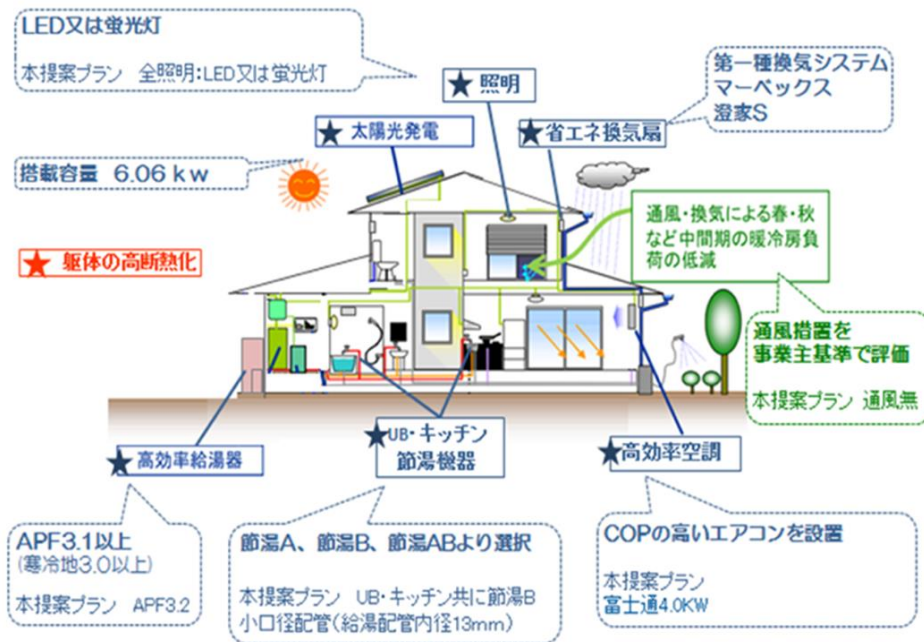 LED又は蛍光灯
本提案プラン 全照明:LED又は蛍光灯
★ 照明
第一種換気システム
マーベックス
澄家S
★ 太陽光発電
★ 省エネ換気扇
搭載容量 6.06kw
通風・換気による春・秋
など中間期の暖冷房負
荷の低減
★ 躯体の高断熱化
通風措置を
事業主基準で評価
本提案プラン 通風無
★ 高効率給湯器
★ UB・キッチン
節湯機器
★ 高効率空調
APF3.1以上
(寒冷地3.0以上)
本提案プラン APF3.2
節湯A、節湯B、節湯ABより選択
本提案プラン UB・キッチン共に節湯B
小口径配管(給湯配管内径13mm)
COPの高いエアコンを設置
本提案プラン
富士通4.0KW